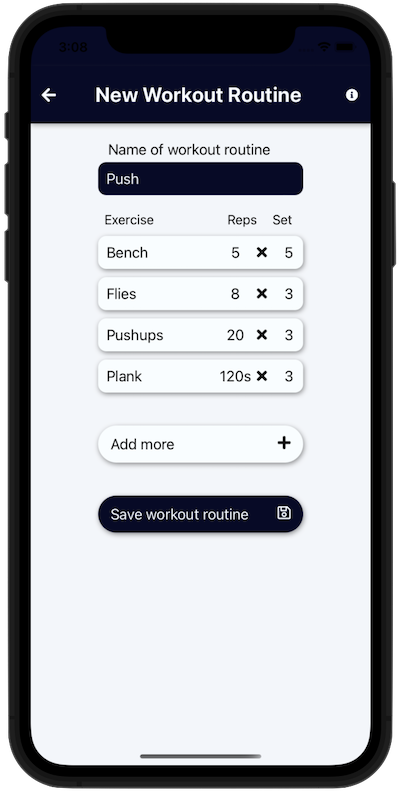 3:08
New Workout Routine
Name of workout routine
Push
Exercise Reps Set
Bench 5 × 5
Flies 8 × 3
Pushups 20 × 3
Plank 120s × 3
Add more +
Save workout routine